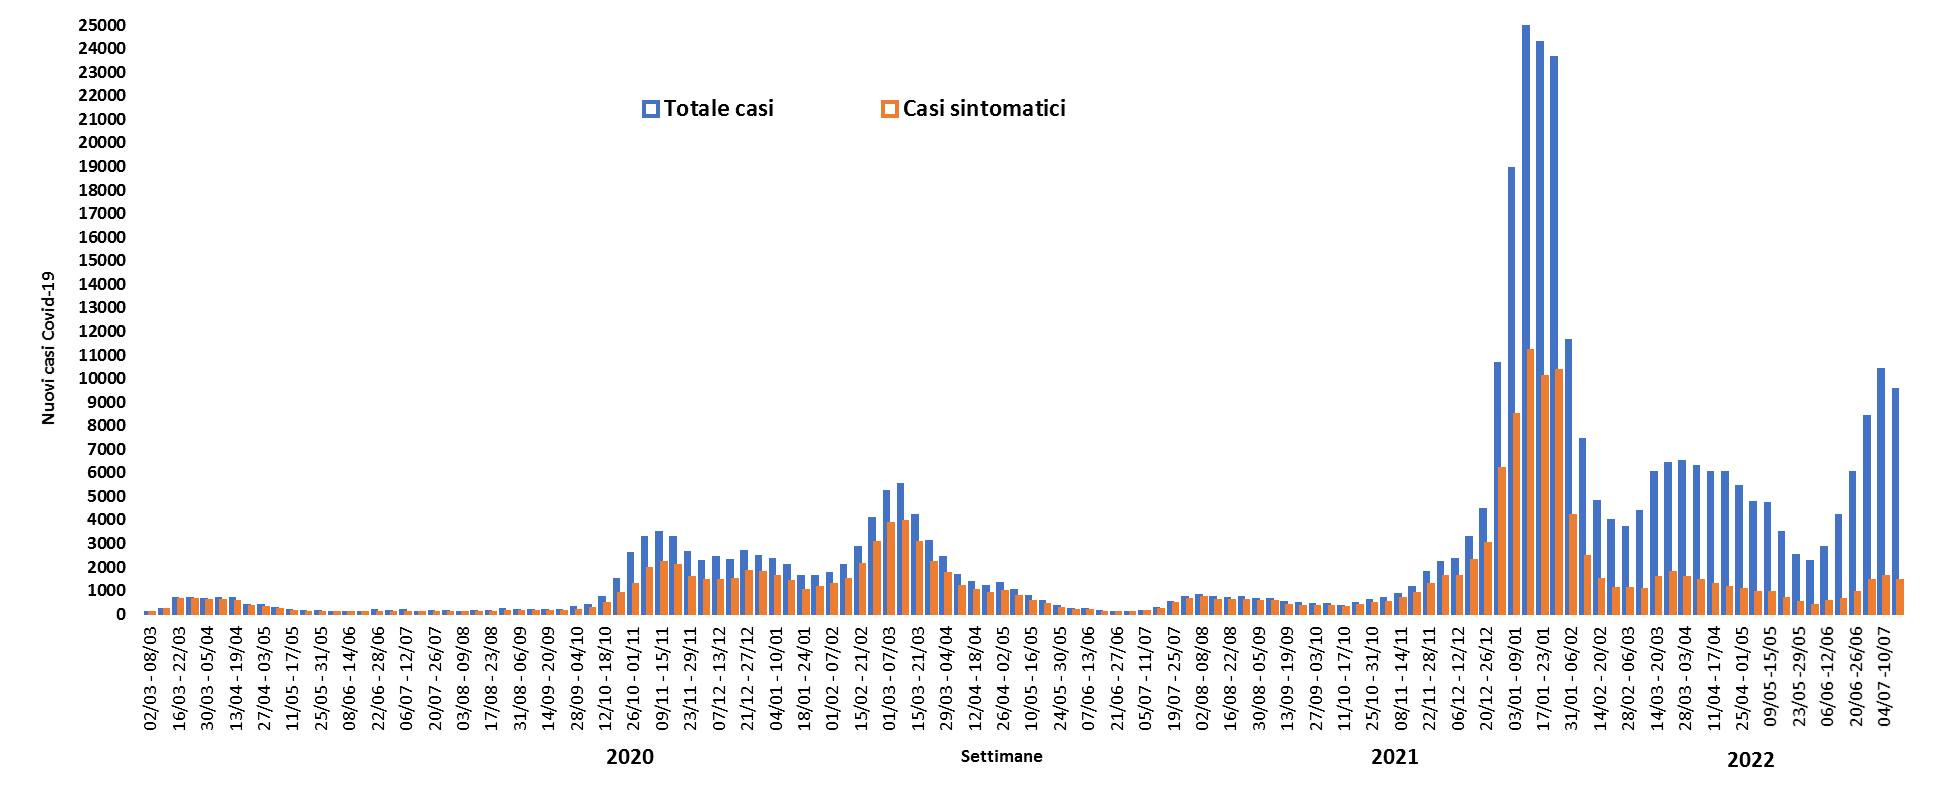 25000
24000
23000
22000
21000
20000
19000
18000
17000
16000
15000
14000
13000
12000
11000
10000
9000
8000
7000
6000
5000
4000
3000
2000
1000
0
Nuovi casi Covid-19
Totale casi
Casi sintomatici
02/03 - 08/03
16/03 - 22/03
30/03 - 05/04
13/04 - 19/04
27/04 - 03/05
11/05 - 17/05
25/05 - 31/05
08/06 - 14/06
22/06 - 28/06
06/07 - 12/07
20/07 - 26/07
03/08 - 09/08
17/08 - 23/08
31/08 - 06/09
14/09 - 20/09
28/09 - 04/10
12/10 - 18/10
26/10 - 01/11
09/11 - 15/11
23/11 - 29/11
07/12 - 13/12
21/12 - 27/12
04/01 - 10/01
18/01 - 24/01
01/02 - 07/02
15/02 - 21/02
01/03 - 07/03
15/03 - 21/03
29/03 - 04/04
12/04 - 18/04
26/04 - 02/05
10/05 - 16/05
24/05 - 30/05
07/06 - 13/06
21/06 - 27/06
05/07 - 11/07
19/07 - 25/07
02/08 - 08/08
16/08 - 22/08
30/08 - 05/09
13/09 - 19/09
27/09 - 03/10
11/10 - 17/10
25/10 - 31/10
08/11 - 14/11
22/11 - 28/11
06/12 - 12/12
20/12 - 26/12
03/01 - 09/01
17/01 - 23/01
31/01 - 06/02
14/02 - 20/02
28/02 - 06/03
14/03 - 20/03
28/03 - 03/04
11/04 - 17/04
25/04 - 01/05
09/05 -15/05
23/05 -29/05
06/06 -12/06
20/06 -26/06
04/07 -10/07
2020
Settimane
2021
2022